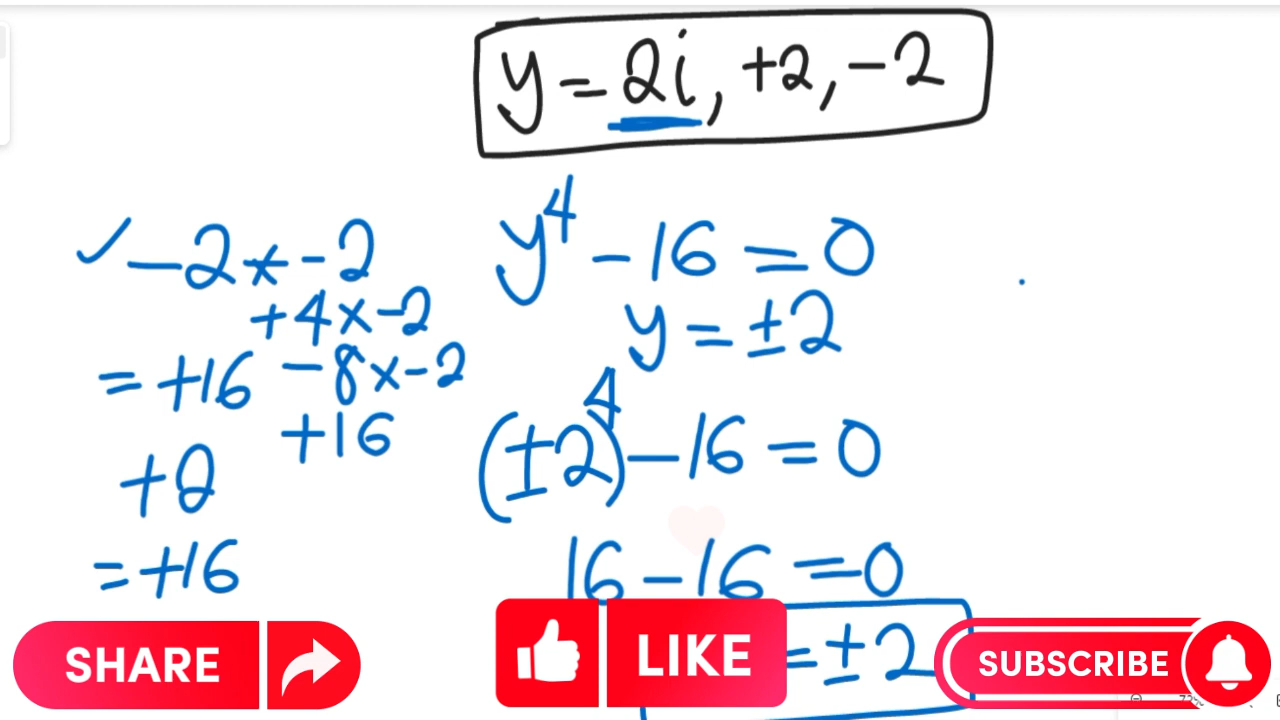 y = 2i, +2, -2
✓ -2 × -2
+4 × -2
= +16 -8 × -2
+16
+2
= +16
y⁴ - 16 = 0
y = ±2
(±2)⁴ - 16 = 0
16 - 16 = 0
= ±2
SHARE
LIKE
SUBSCRIBE